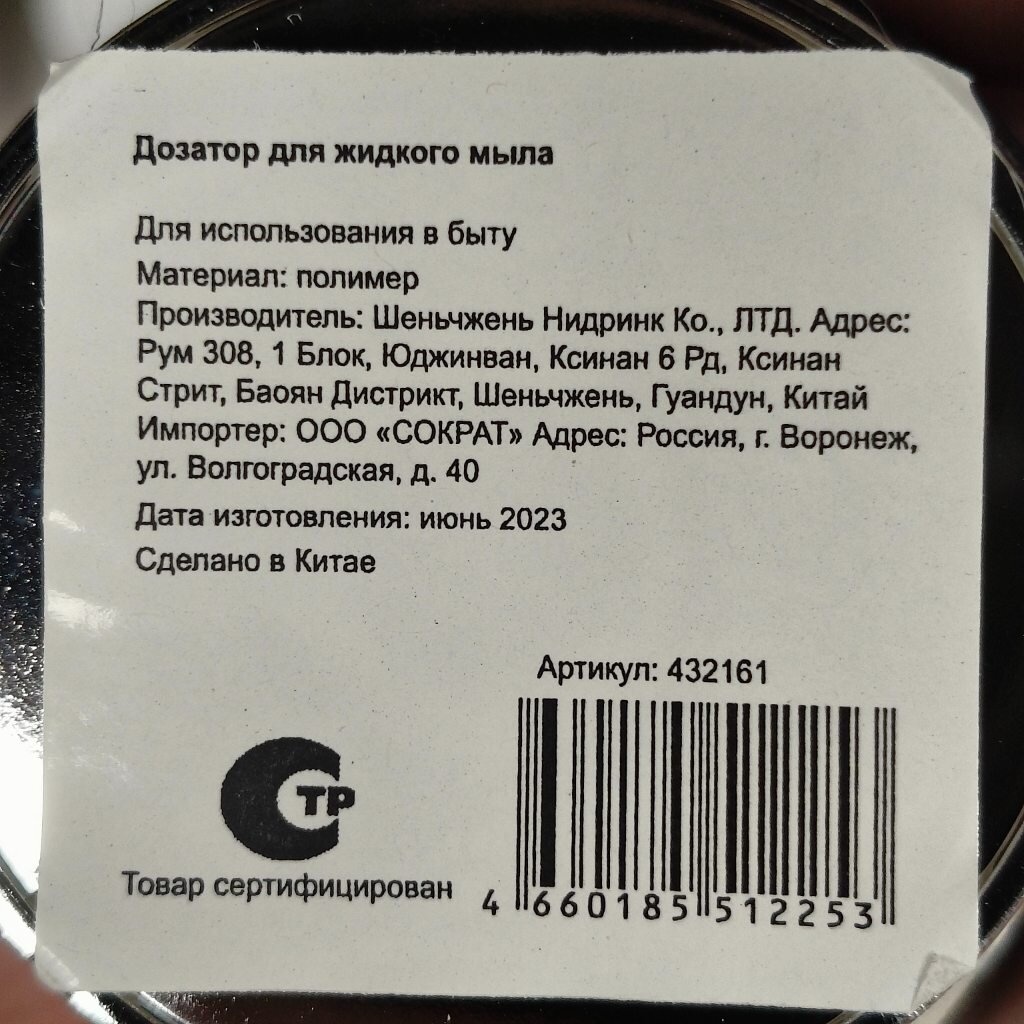 Дозатор для жидкого мыла
Для использования в быту
Материал: полимер
Производитель: Шеньчжень Нидринк Ко., ЛТД. Адрес:
Рум 308, 1 Блок, Юджинван, Ксинан 6 Рд, Ксинан
Стрит, Баоян Дистрикт, Шеньчжень, Гуандун, Китай
Импортер: ООО «СОКРАТ» Адрес: Россия, г. Воронеж,
ул. Волгоградская, д. 40
Дата изготовления: июнь 2023
Сделано в Китае
Артикул: 432161
СТР
Товар сертифицирован
4 660185 512253